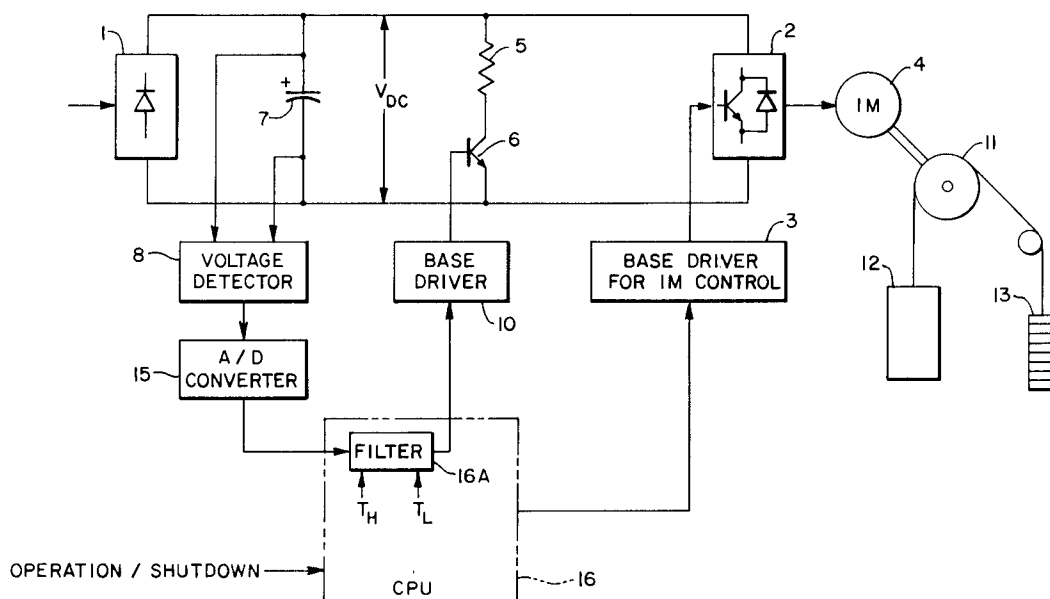 1
+
7
V_DC
5
6
2
4
IM
11
8
VOLTAGE
DETECTOR
BASE
DRIVER
10
3
BASE DRIVER
FOR IM CONTROL
12
13
15
A/D
CONVERTER
FILTER
16A
T_H
T_L
OPERATION / SHUTDOWN
CPU
16